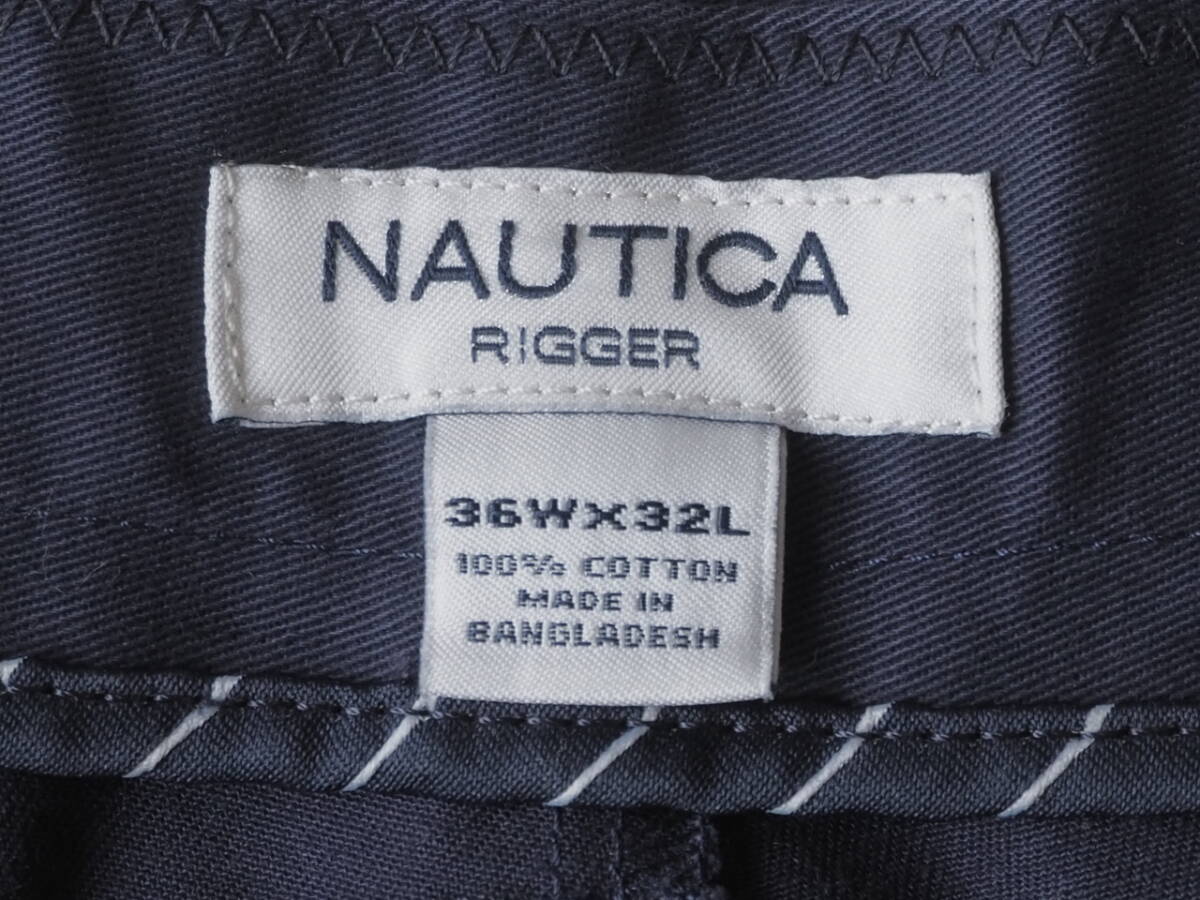 NAUTICA
RIGGER
36WX32L
100% COTTON
MADE IN
BANGLADESH